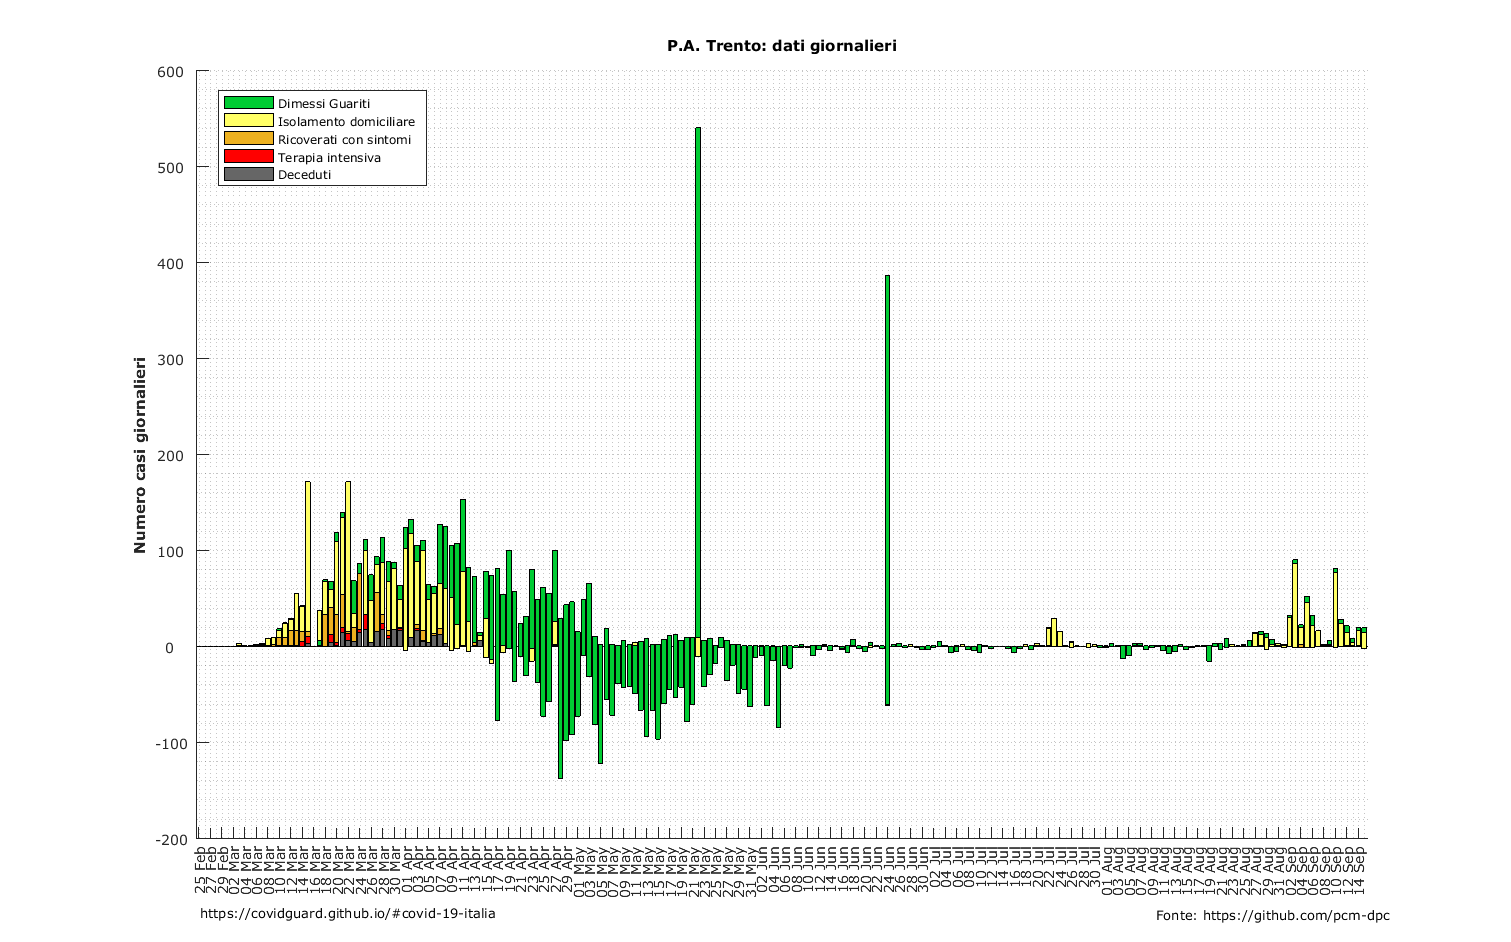 P.A. Trento: dati giornalieri
Dimessi Guariti
Isolamento domiciliare
Ricoverati con sintomi
Terapia intensiva
Deceduti
Numero casi giornalieri
600
500
400
300
200
100
0
-100
-200
25 Feb
27 Feb
29 Feb
02 Mar
04 Mar
06 Mar
08 Mar
10 Mar
12 Mar
14 Mar
16 Mar
18 Mar
20 Mar
22 Mar
24 Mar
26 Mar
28 Mar
30 Mar
01 Apr
03 Apr
05 Apr
07 Apr
09 Apr
11 Apr
13 Apr
15 Apr
17 Apr
19 Apr
21 Apr
23 Apr
25 Apr
27 Apr
29 Apr
01 May
03 May
05 May
07 May
09 May
11 May
13 May
15 May
17 May
19 May
21 May
23 May
25 May
27 May
29 May
31 May
02 Jun
04 Jun
06 Jun
08 Jun
10 Jun
12 Jun
14 Jun
16 Jun
18 Jun
20 Jun
22 Jun
24 Jun
26 Jun
28 Jun
30 Jun
02 Jul
04 Jul
06 Jul
08 Jul
10 Jul
12 Jul
14 Jul
16 Jul
18 Jul
20 Jul
22 Jul
24 Jul
26 Jul
28 Jul
30 Jul
01 Aug
03 Aug
05 Aug
07 Aug
09 Aug
11 Aug
13 Aug
15 Aug
17 Aug
19 Aug
21 Aug
23 Aug
25 Aug
27 Aug
29 Aug
31 Aug
02 Sep
04 Sep
06 Sep
08 Sep
10 Sep
12 Sep
14 Sep
https://covidguard.github.io/#covid-19-italia
Fonte: https://github.com/pcm-dpc